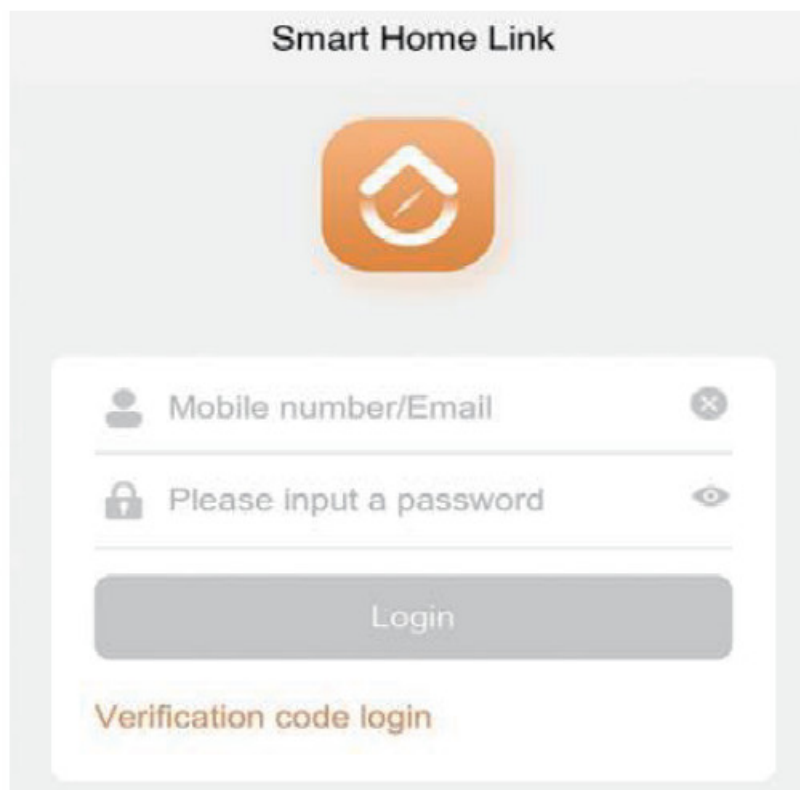 Smart Home Link
Mobile number/Email
Please input a password
Login
Verification code login